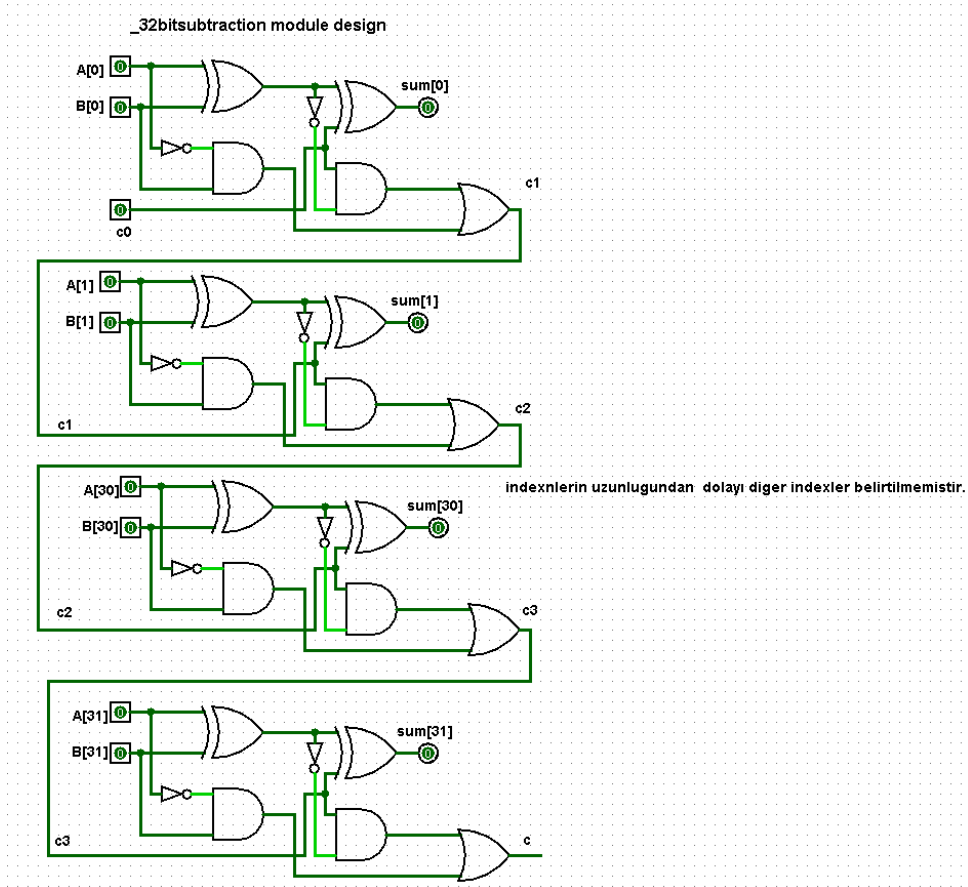 _32bitsubtraction module design
A[0]
sum[0]
0
0
B[0]
0
c1
0
c0
A[1]
0
sum[1]
B[1]
0
0
c2
c1
A[30]
0
indexnlerin uzunlugundan dolayı diger indexler belirtilmemistir.
sum[30]
B[30]
0
0
c2
c3
A[31]
0
sum[31]
B[31]
0
0
c3
c